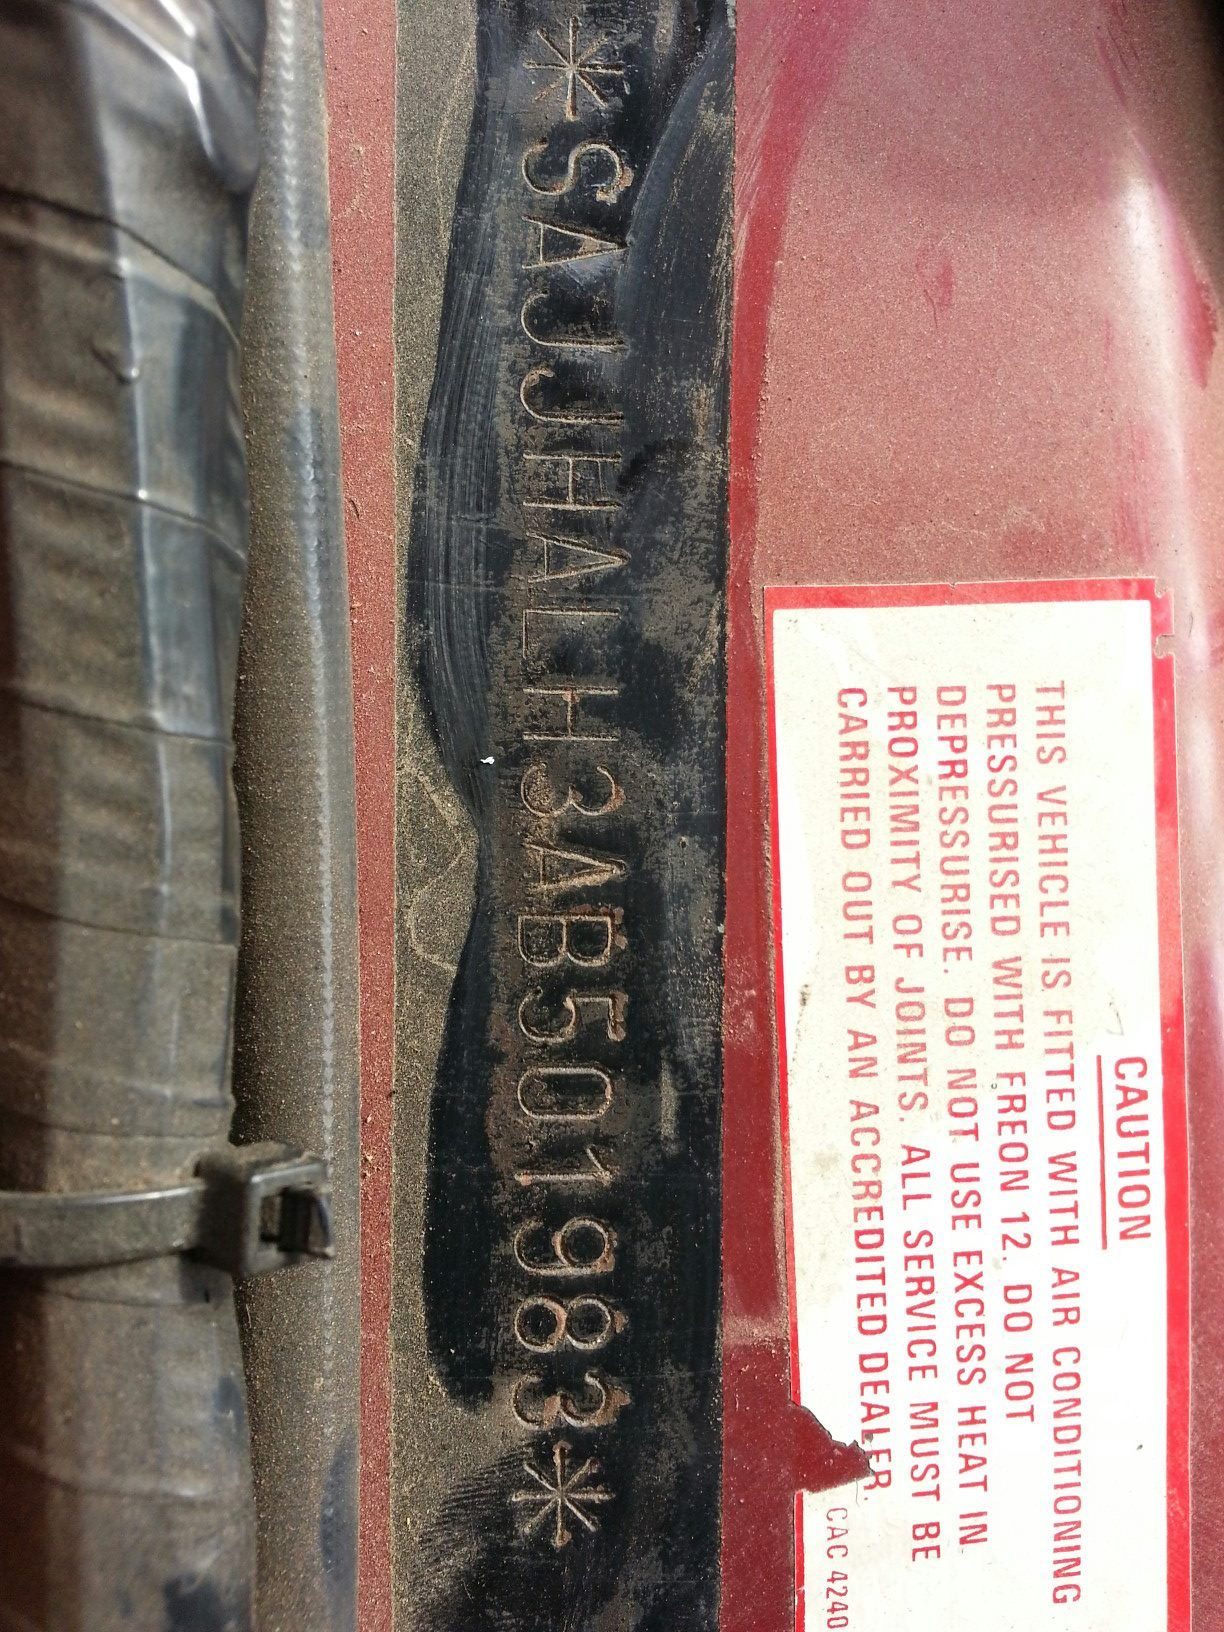 *SAJJHALH3AB501983*
CAUTION
THIS VEHICLE IS FITTED WITH AIR CONDITIONING
PRESSURISED WITH FREON 12. DO NOT
DEPRESSURISE. DO NOT USE EXCESS HEAT IN
PROXIMITY OF JOINTS. ALL SERVICE MUST BE
CARRIED OUT BY AN ACCREDITED DEALER.
CAC 4240